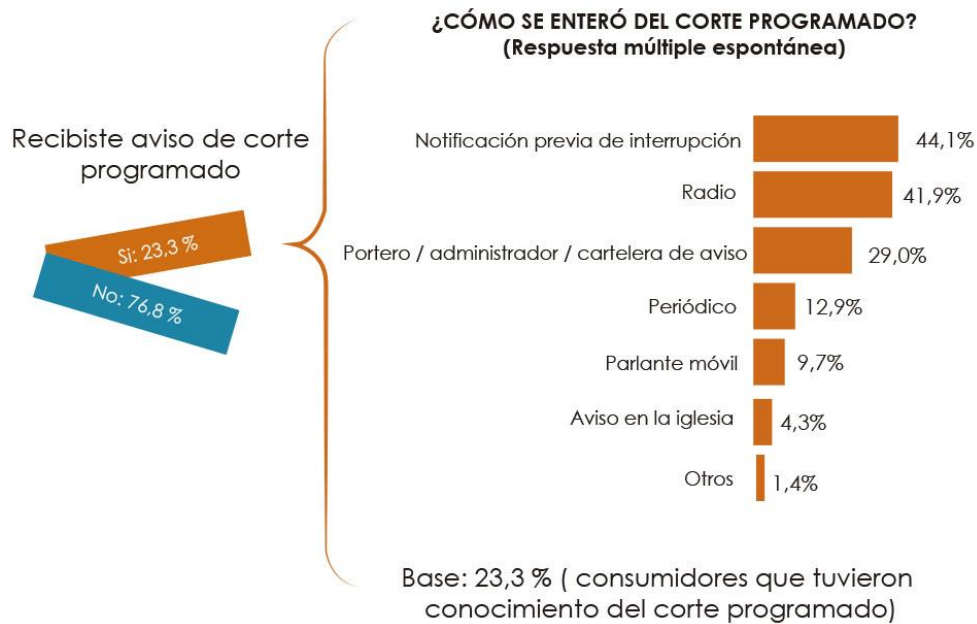 Recibiste aviso de corte
programado
Si: 23,3 %
No: 76,8 %
¿CÓMO SE ENTERÓ DEL CORTE PROGRAMADO?
(Respuesta múltiple espontánea)
Notificación previa de interrupción 44,1%
Radio 41,9%
Portero / administrador / cartelera de aviso 29,0%
Periódico 12,9%
Parlante móvil 9,7%
Aviso en la iglesia 4,3%
Otros 1,4%
Base: 23,3 % ( consumidores que tuvieron
conocimiento del corte programado)